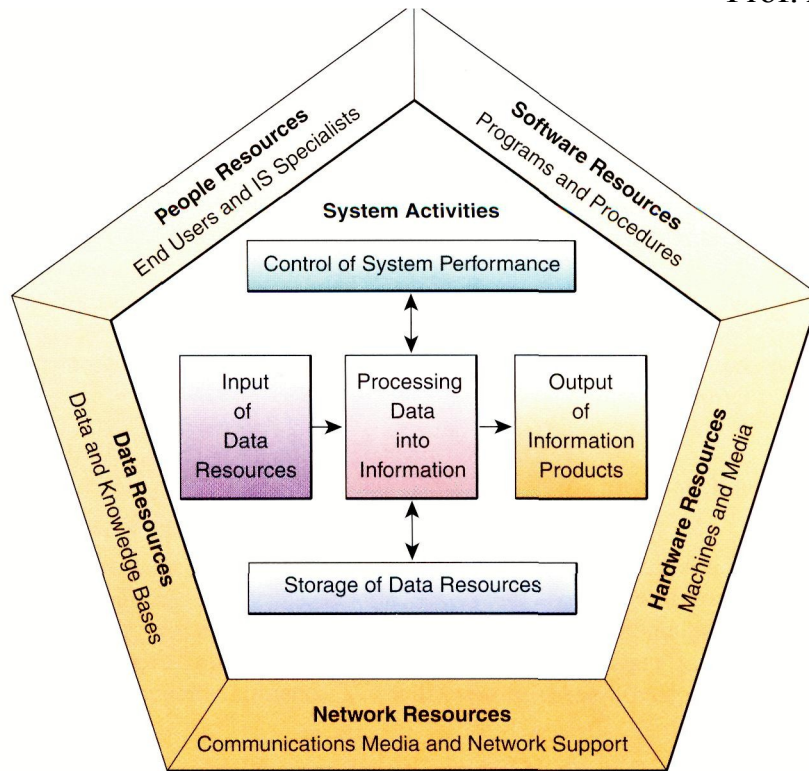 Prof.
People Resources
End Users and IS Specialists
Software Resources
Programs and Procedures
System Activities
Control of System Performance
Input
of
Data
Resources
Processing
Data
into
Information
Output
of
Information
Products
Storage of Data Resources
Data Resources
Data and Knowledge Bases
Hardware Resources
Machines and Media
Network Resources
Communications Media and Network Support